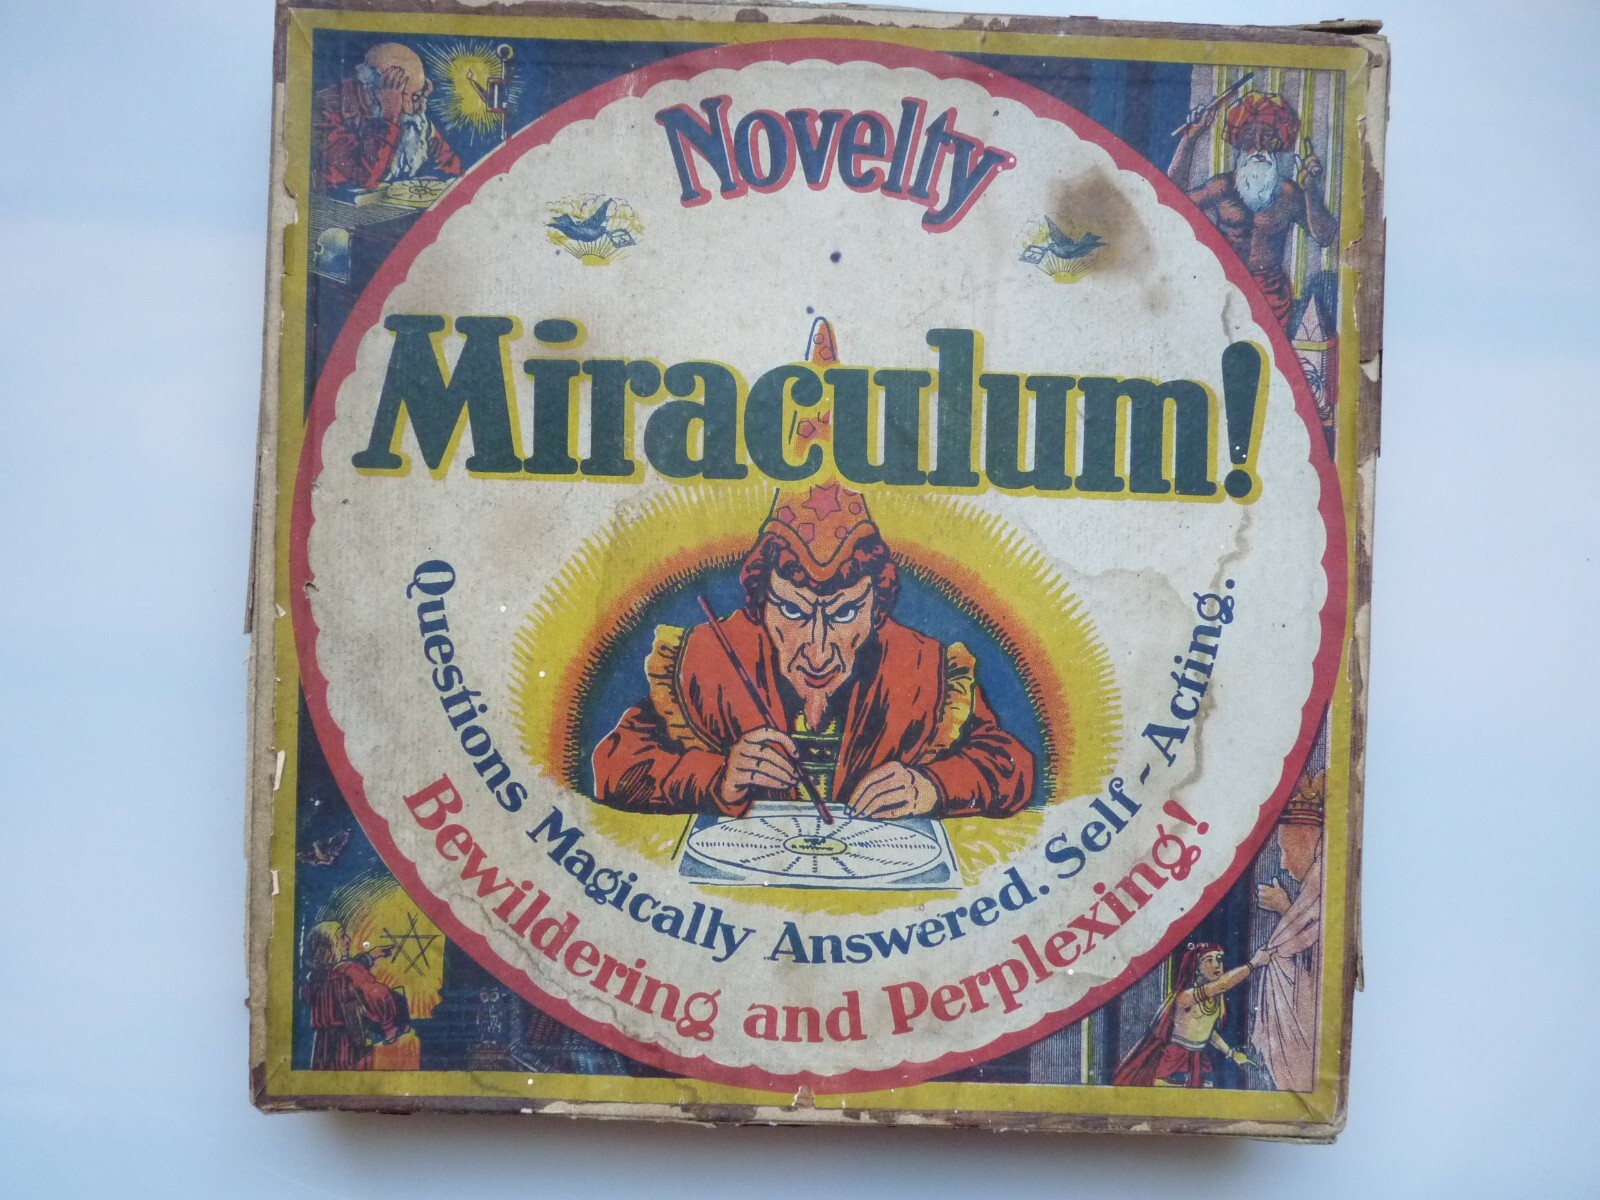 Novelty
Miraculum!
Questions Magically Answered. Self-Acting.
Bewildering and Perplexing!